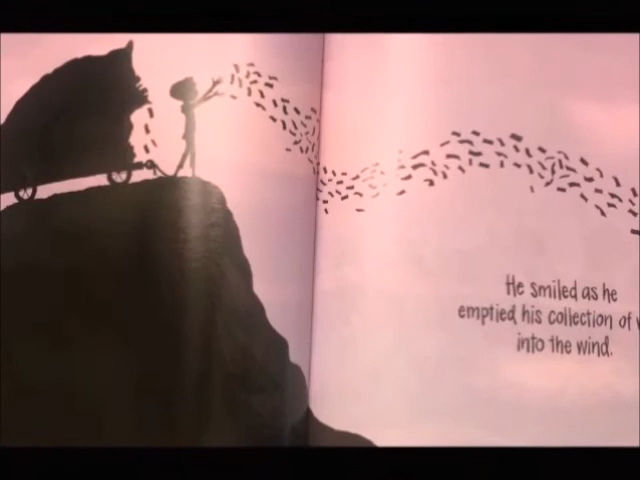 He smiled as he
emptied his collection of
into the wind.